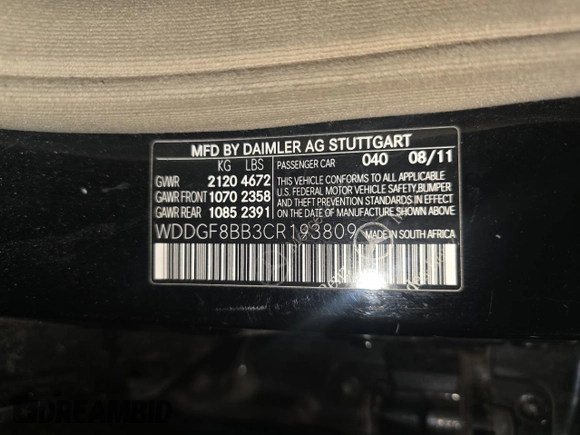 MFD BY DAIMLER AG STUTTGART
KG LBS PASSENGER CAR 040 08/11
GVWR 2120 4672 THIS VEHICLE CONFORMS TO ALL APPLICABLE
GAWR FRONT 1070 2358 U.S. FEDERAL MOTOR VEHICLE SAFETY, BUMPER
GAWR REAR 1085 2391 AND THEFT PREVENTION STANDARDS IN EFFECT
ON THE DATE OF MANUFACTURE SHOWN ABOVE.
WDDGF8BB3CR193809 MADE IN SOUTH AFRICA
DREAMBID